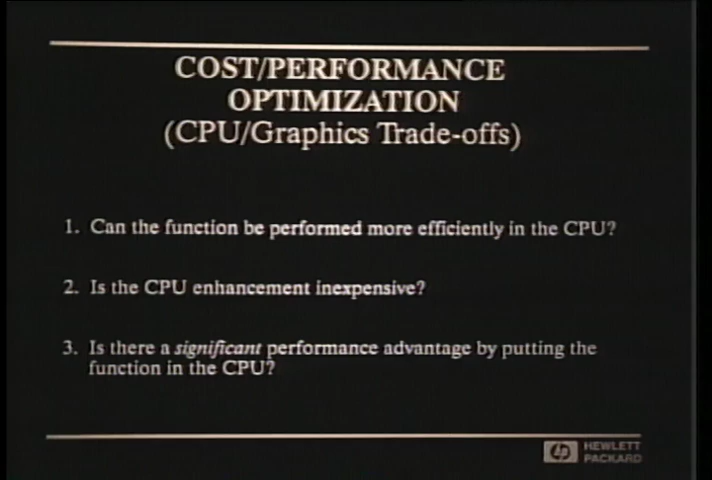 COST/PERFORMANCE
OPTIMIZATION
(CPU/Graphics Trade-offs)
1. Can the function be performed more efficiently in the CPU?
2. Is the CPU enhancement inexpensive?
3. Is there a significant performance advantage by putting the
function in the CPU?
hp HEWLETT
PACKARD